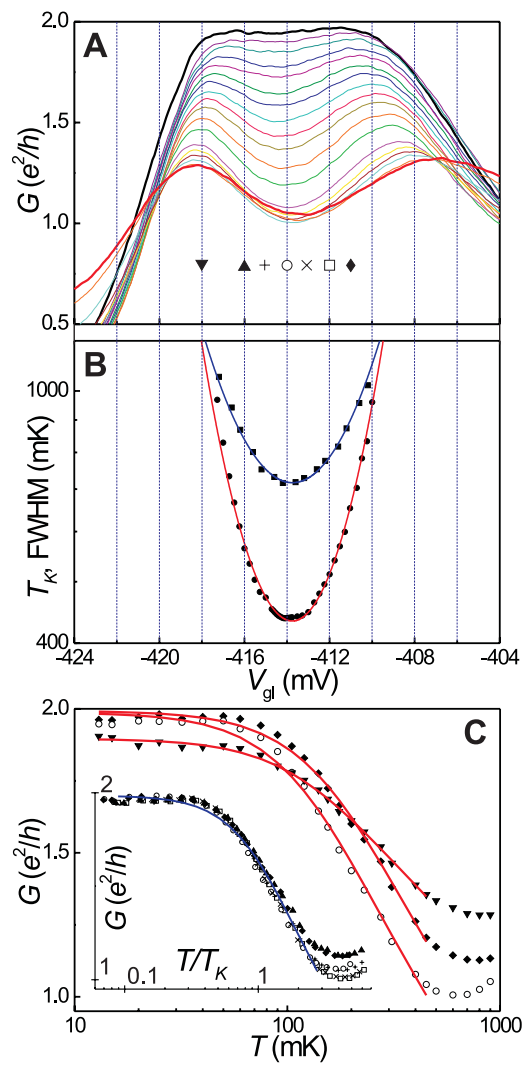 A
2.0
1.5
1.0
0.5
G (e²/h)
B
1000
400
T_K, FWHM (mK)
-424 -420 -416 -412 -408 -404
V_gl (mV)
C
2.0
1.5
1.0
G (e²/h)
2
1
G (e²/h)
0.1 T/T_K 1
10 100 1000
T (mK)